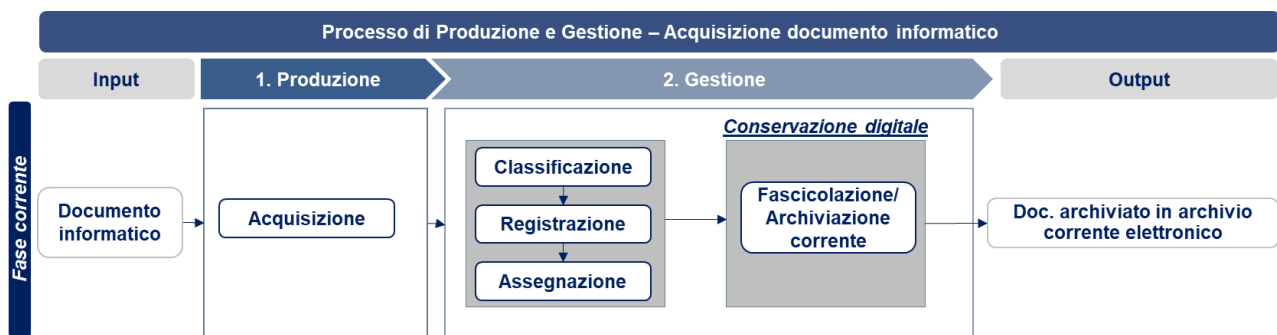 Processo di Produzione e Gestione – Acquisizione documento informatico
Input
1. Produzione
2. Gestione
Output
Fase corrente
Documento
informatico
Acquisizione
Classificazione
Registrazione
Assegnazione
Conservazione digitale
Fascicolazione/
Archiviazione
corrente
Doc. archiviato in archivio
corrente elettronico